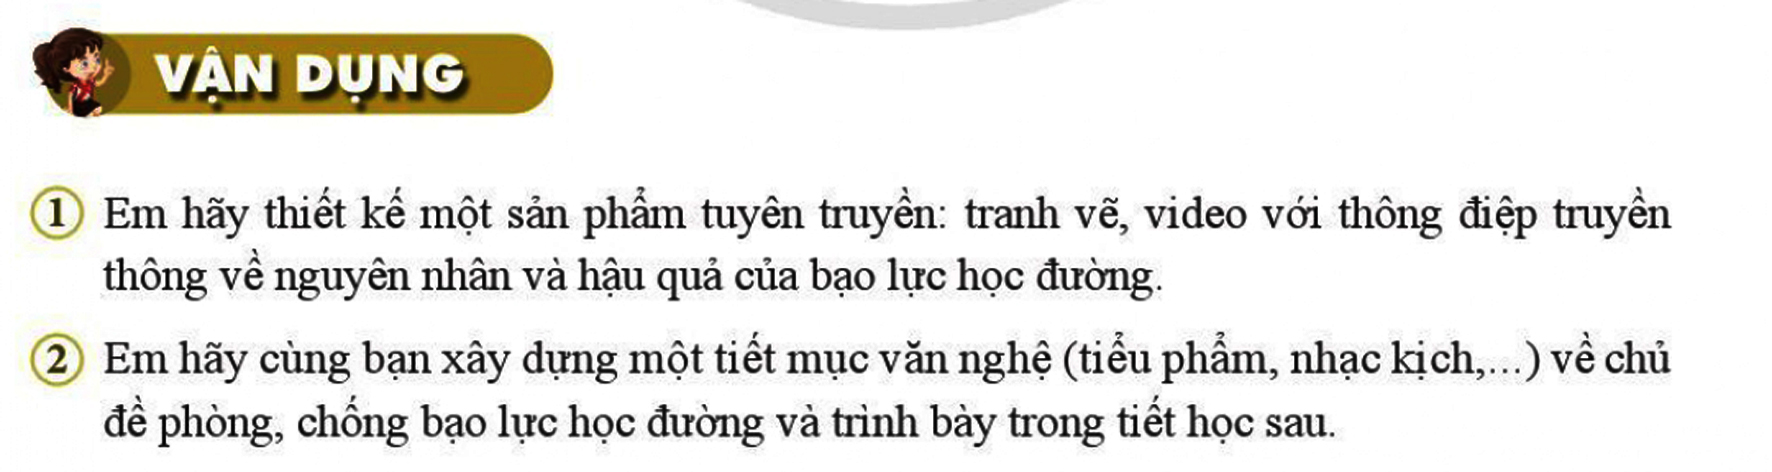 VẬN DỤNG
1 Em hãy thiết kế một sản phẩm tuyên truyền: tranh vẽ, video với thông điệp truyền
thông về nguyên nhân và hậu quả của bạo lực học đường.
2 Em hãy cùng bạn xây dựng một tiết mục văn nghệ (tiểu phẩm, nhạc kịch,...) về chủ
đề phòng, chống bạo lực học đường và trình bày trong tiết học sau.